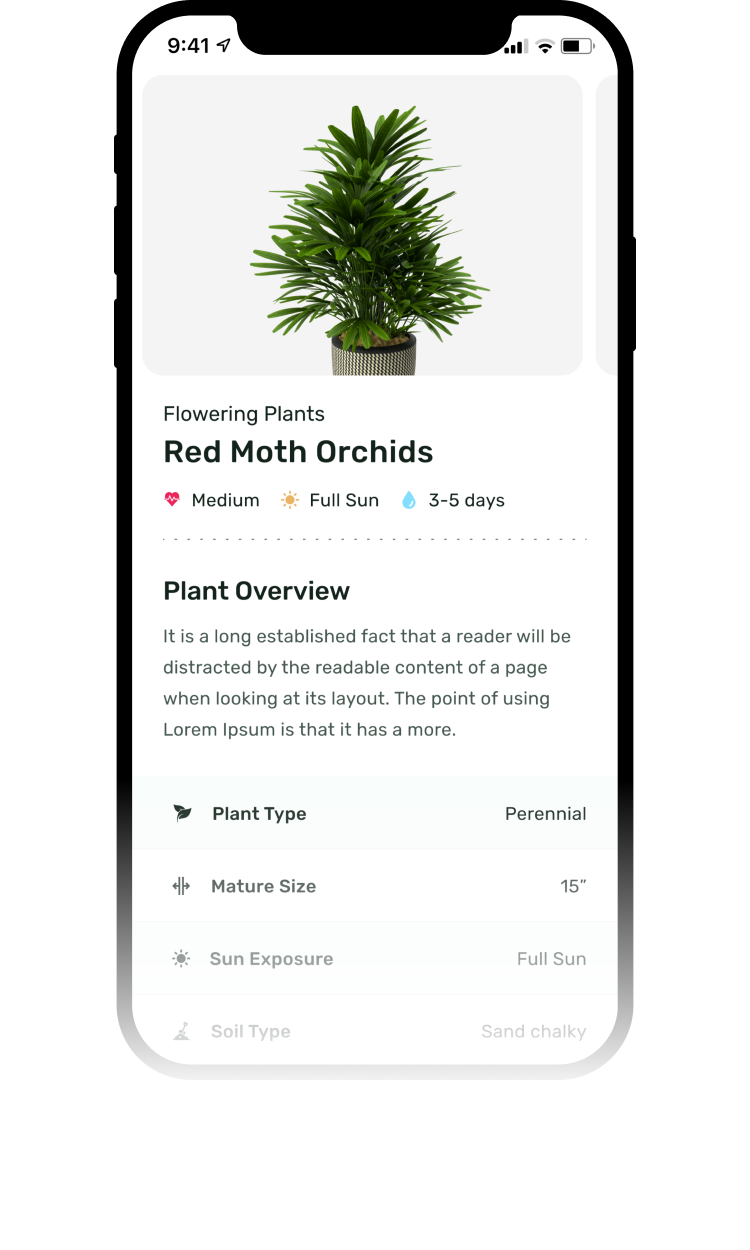 9:41
Flowering Plants
Red Moth Orchids
Medium Full Sun 3-5 days
Plant Overview
It is a long established fact that a reader will be
distracted by the readable content of a page
when looking at its layout. The point of using
Lorem Ipsum is that it has a more.
Plant Type Perennial
Mature Size 15”
Sun Exposure Full Sun
Soil Type Sand chalky